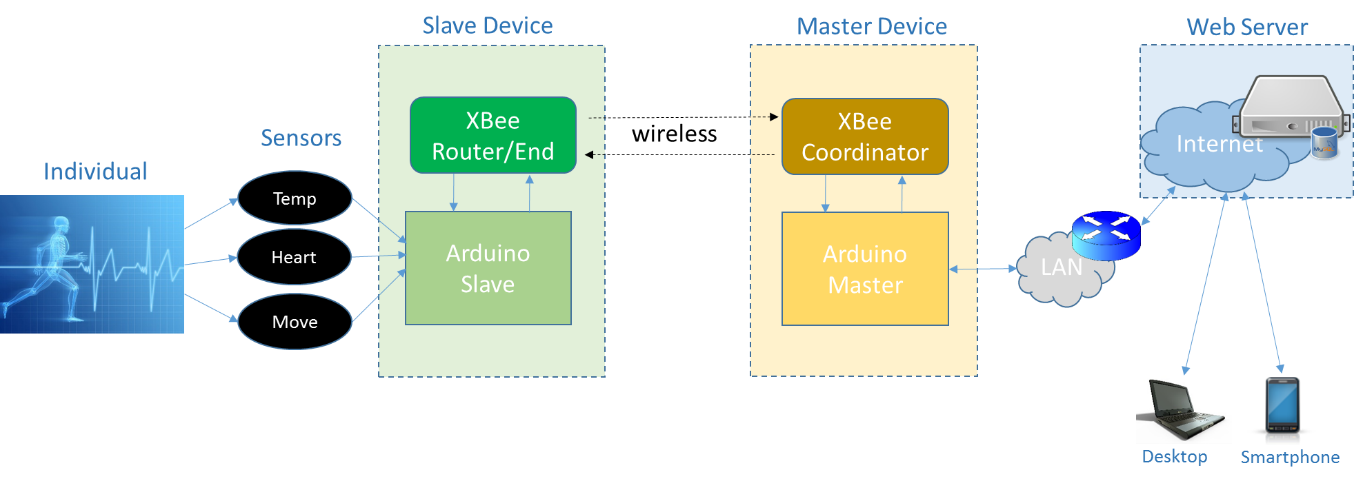 Individual
Sensors
Temp
Heart
Move
Slave Device
XBee
Router/End
Arduino
Slave
wireless
Master Device
XBee
Coordinator
Arduino
Master
LAN
Web Server
Internet
Desktop
Smartphone